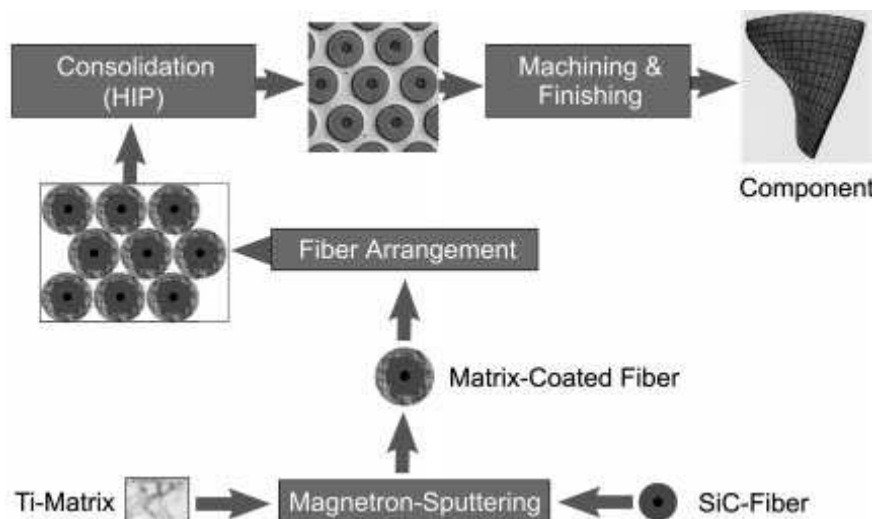 Consolidation
(HIP)
Machining &
Finishing
Component
Fiber Arrangement
Matrix-Coated Fiber
Ti-Matrix
Magnetron-Sputtering
SiC-Fiber